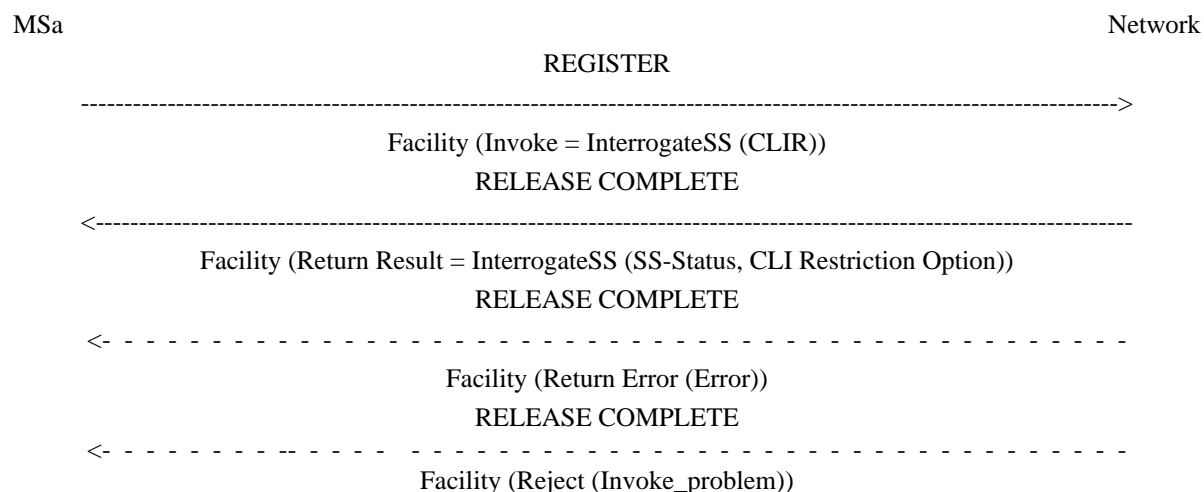 MSa Network
REGISTER
Facility (Invoke = InterrogateSS (CLIR))
RELEASE COMPLETE
Facility (Return Result = InterrogateSS (SS-Status, CLI Restriction Option))
RELEASE COMPLETE
Facility (Return Error (Error))
RELEASE COMPLETE
Facility (Reject (Invoke_problem))